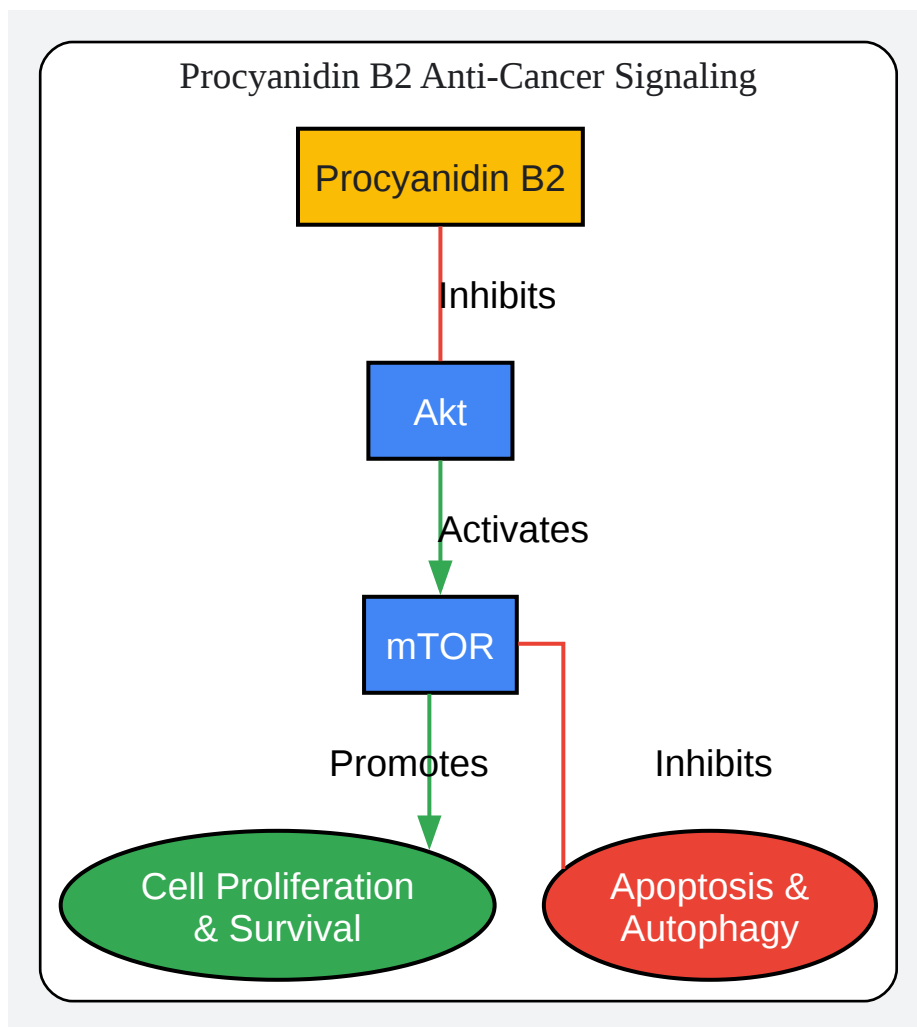 Procyanidin B2 Anti-Cancer Signaling
Procyanidin B2
Inhibits
Akt
Activates
mTOR
Promotes
Inhibits
Cell Proliferation
& Survival
Apoptosis &
Autophagy